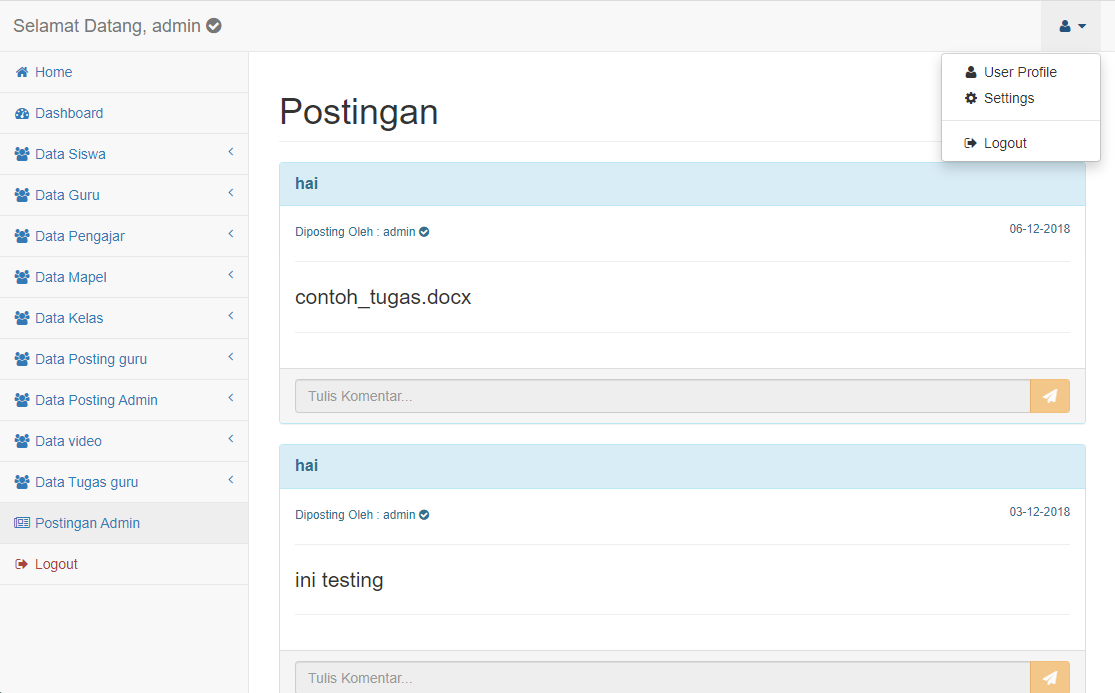 Selamat Datang, admin
User Profile
Settings
Logout
Home
Dashboard
Data Siswa
Data Guru
Data Pengajar
Data Mapel
Data Kelas
Data Posting guru
Data Posting Admin
Data video
Data Tugas guru
Postingan Admin
Logout
Postingan
hai
Diposting Oleh : admin
06-12-2018
contoh_tugas.docx
Tulis Komentar...
hai
Diposting Oleh : admin
03-12-2018
ini testing
Tulis Komentar...